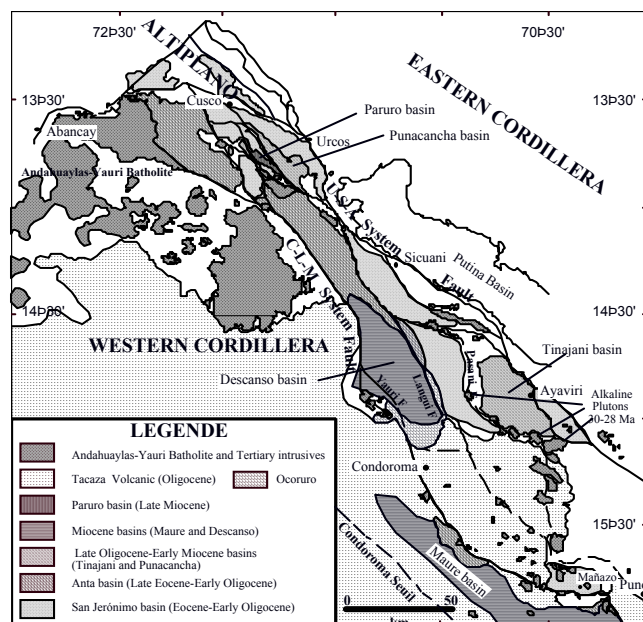 72Þ30'
70Þ30'
ALTIPLANO
EASTERN CORDILLERA
13Þ30'
13Þ30'
Cusco
Paruro basin
Abancay
Urcos
Punacancha basin
Andahuaylas-Yauri Batholite
U-S-A System Fault
Sicuani
Putina Basin
C-L-M System Fault
14Þ30'
14Þ30'
WESTERN CORDILLERA
Tinajani basin
Pasani F
Descanso basin
Ayaviri
Yauri F
Langui F
Alkaline
Plutons
30-28 Ma
LEGENDE
Andahuaylas-Yauri Batholite and Tertiary intrusives
Tacaza Volcanic (Oligocene)
Ocoruro
Paruro basin (Late Miocene)
Miocene basins (Maure and Descanso)
Late Oligocene-Early Miocene basins
(Tinajani and Punacancha)
Anta basin (Late Eocene-Early Oligocene)
San Jerónimo basin (Eocene-Early Oligocene)
Condoroma
15Þ30'
Condoroma Seuil
Maure basin
Mañazo
Puno
0
50
km